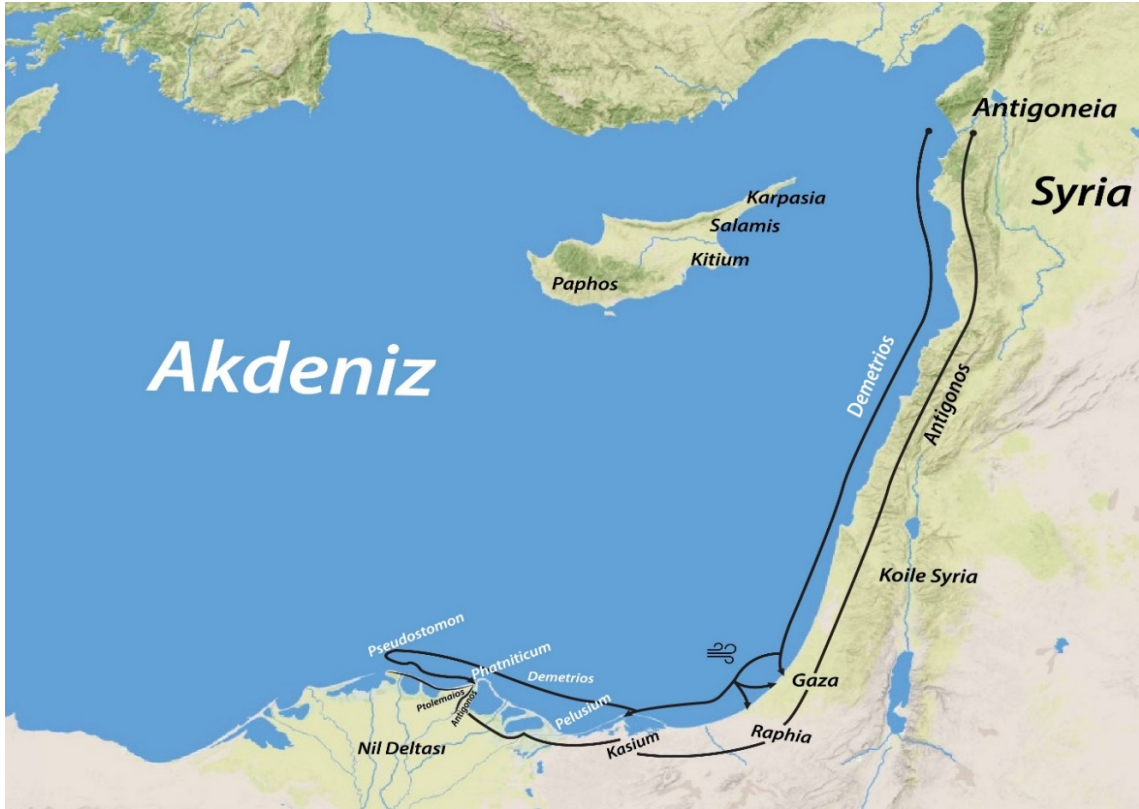 Antigoneia
Syria
Karpasia
Salamis
Kitium
Paphos
Akdeniz
Demetrios
Antigonos
Koile Syria
Pseudostomon
Phatniticum
Demetrios
Gaza
Ptolemaios
Antigonos
Pelusium
Raphia
Kasium
Nil Deltası